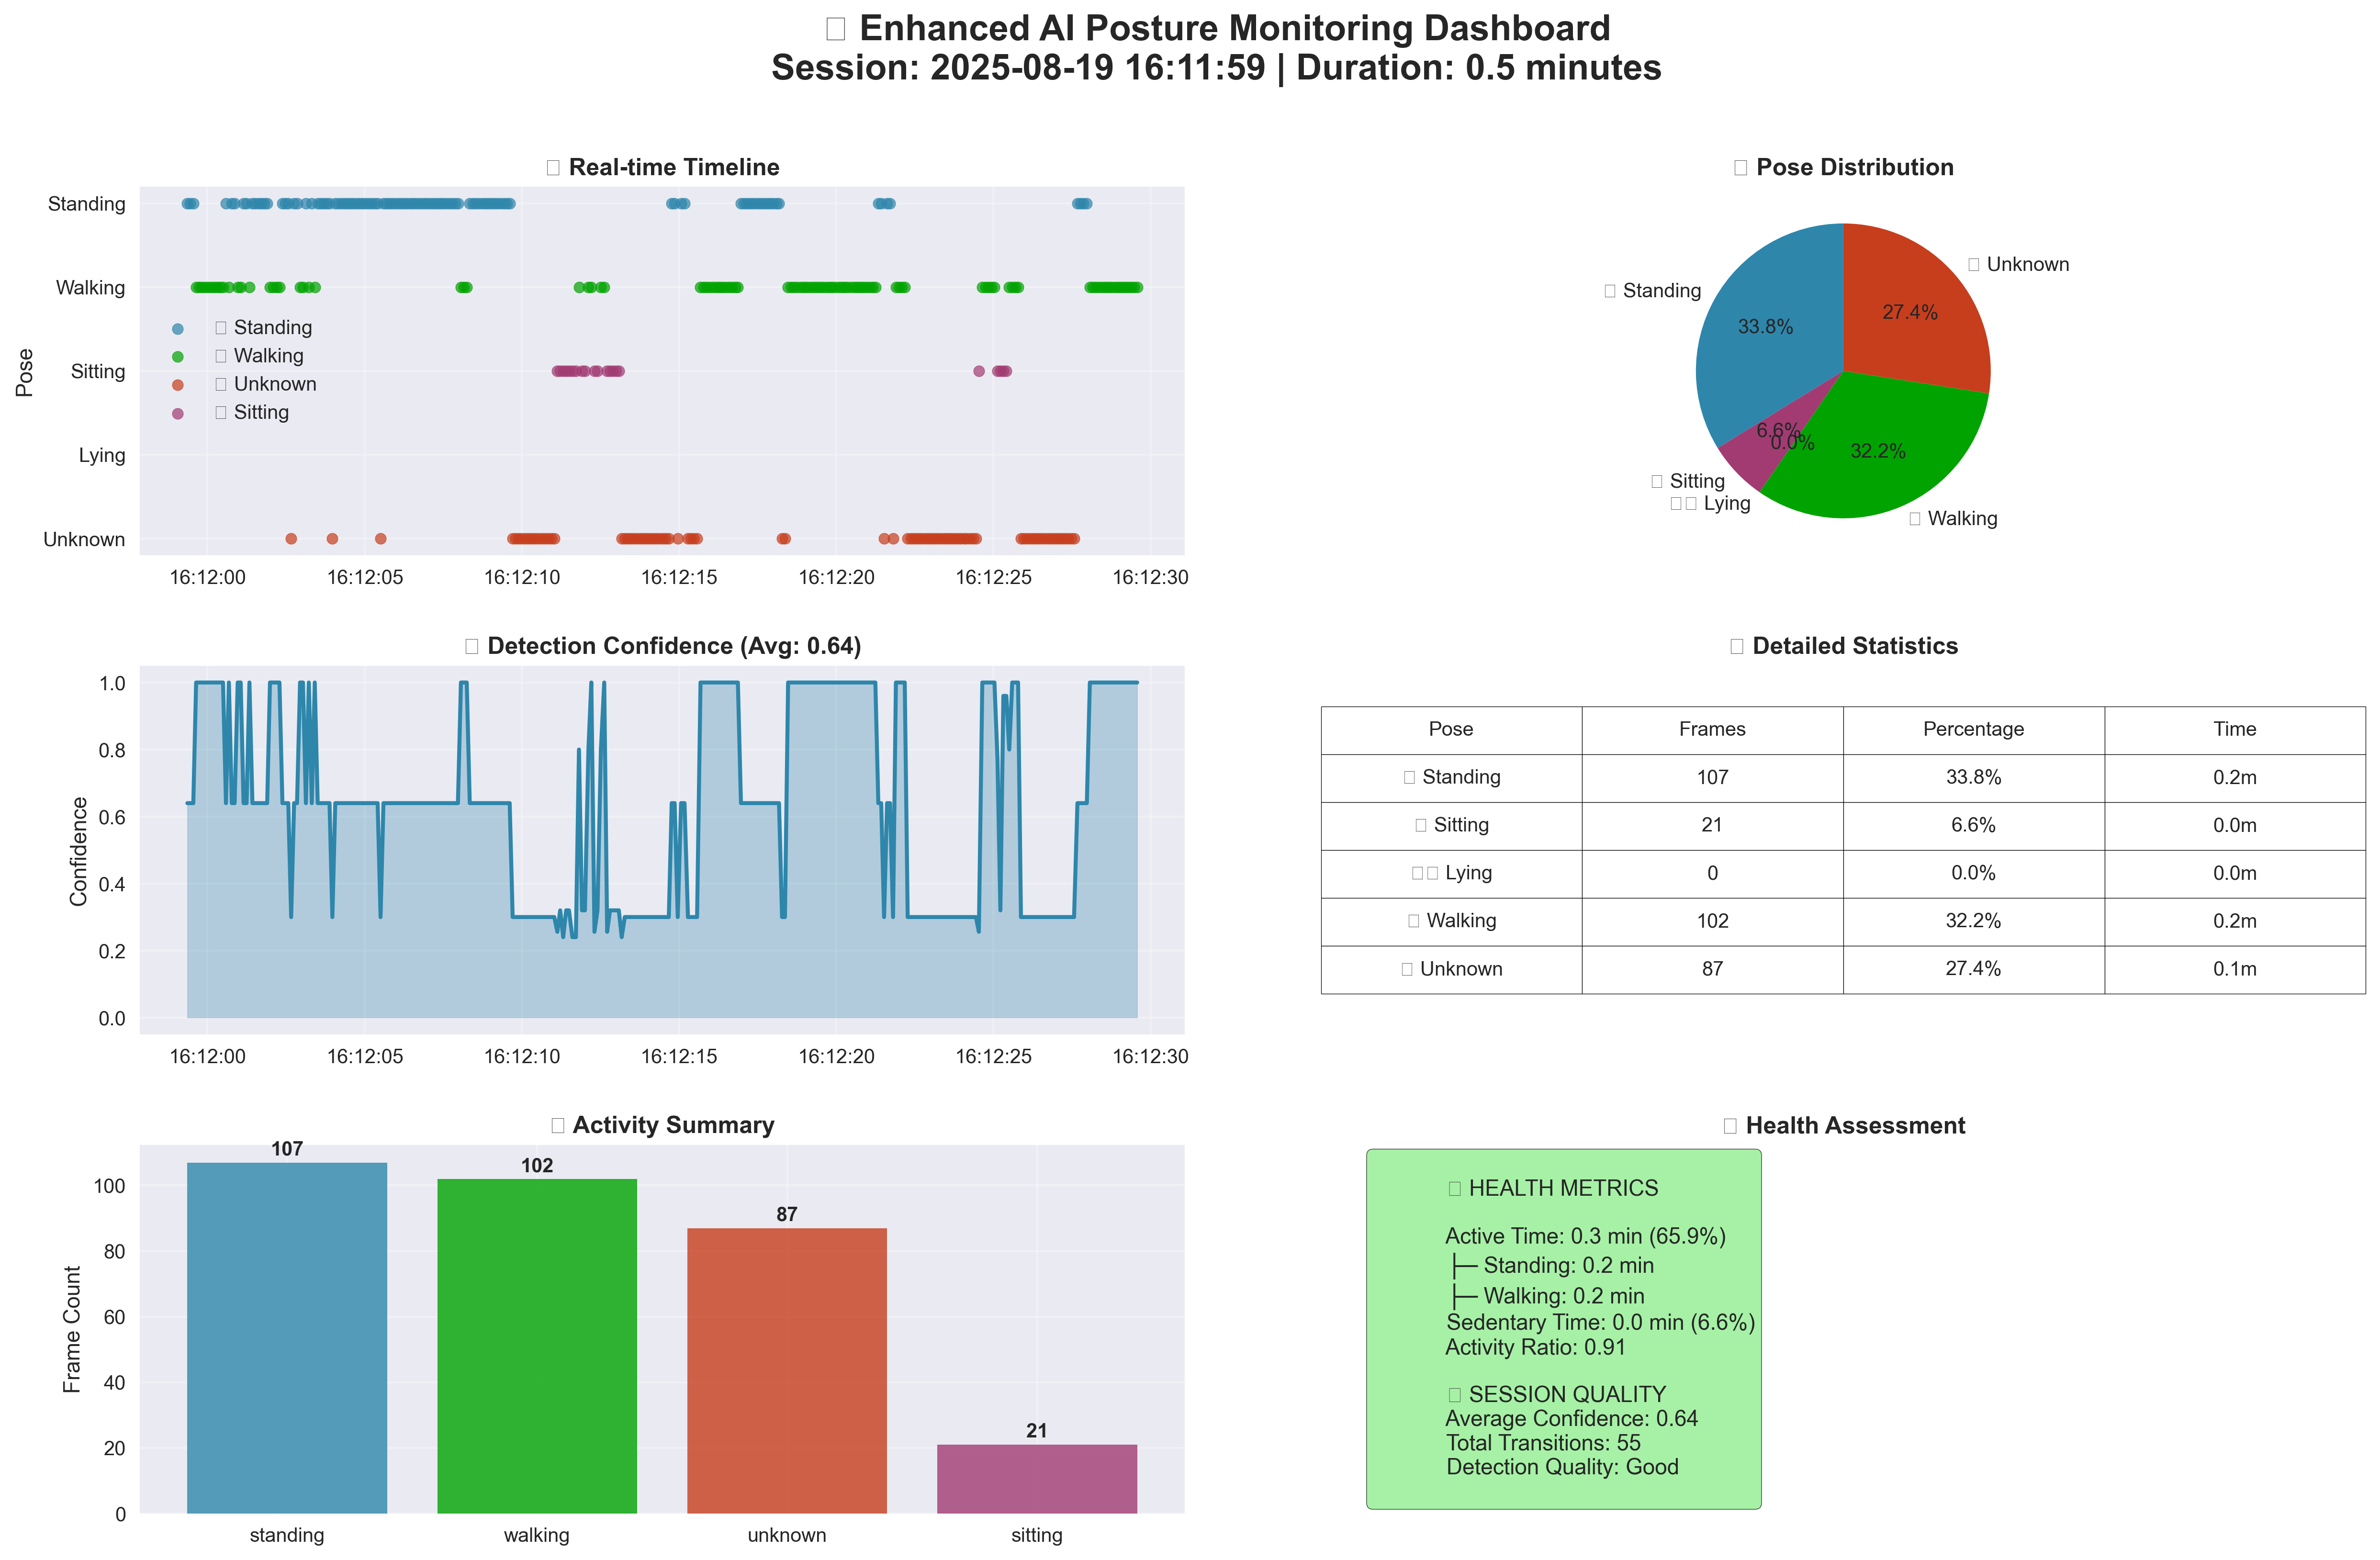 Enhanced AI Posture Monitoring Dashboard
Session: 2025-08-19 16:11:59 | Duration: 0.5 minutes
Real-time Timeline
Pose
Standing
Walking
Sitting
Lying
Unknown
Standing
Walking
Unknown
Sitting
16:12:00 16:12:05 16:12:10 16:12:15 16:12:20 16:12:25 16:12:30
Pose Distribution
Unknown
Standing
27.4%
33.8%
6.6%
0.0%
32.2%
Sitting
Lying
Walking
Detection Confidence (Avg: 0.64)
Confidence
1.0
0.8
0.6
0.4
0.2
0.0
16:12:00 16:12:05 16:12:10 16:12:15 16:12:20 16:12:25 16:12:30
Detailed Statistics
Pose Frames Percentage Time
Standing 107 33.8% 0.2m
Sitting 21 6.6% 0.0m
Lying 0 0.0% 0.0m
Walking 102 32.2% 0.2m
Unknown 87 27.4% 0.1m
Activity Summary
Frame Count
100
80
60
40
20
0
107
102
87
21
standing walking unknown sitting
Health Assessment
HEALTH METRICS
Active Time: 0.3 min (65.9%)
├─ Standing: 0.2 min
├─ Walking: 0.2 min
Sedentary Time: 0.0 min (6.6%)
Activity Ratio: 0.91
SESSION QUALITY
Average Confidence: 0.64
Total Transitions: 55
Detection Quality: Good